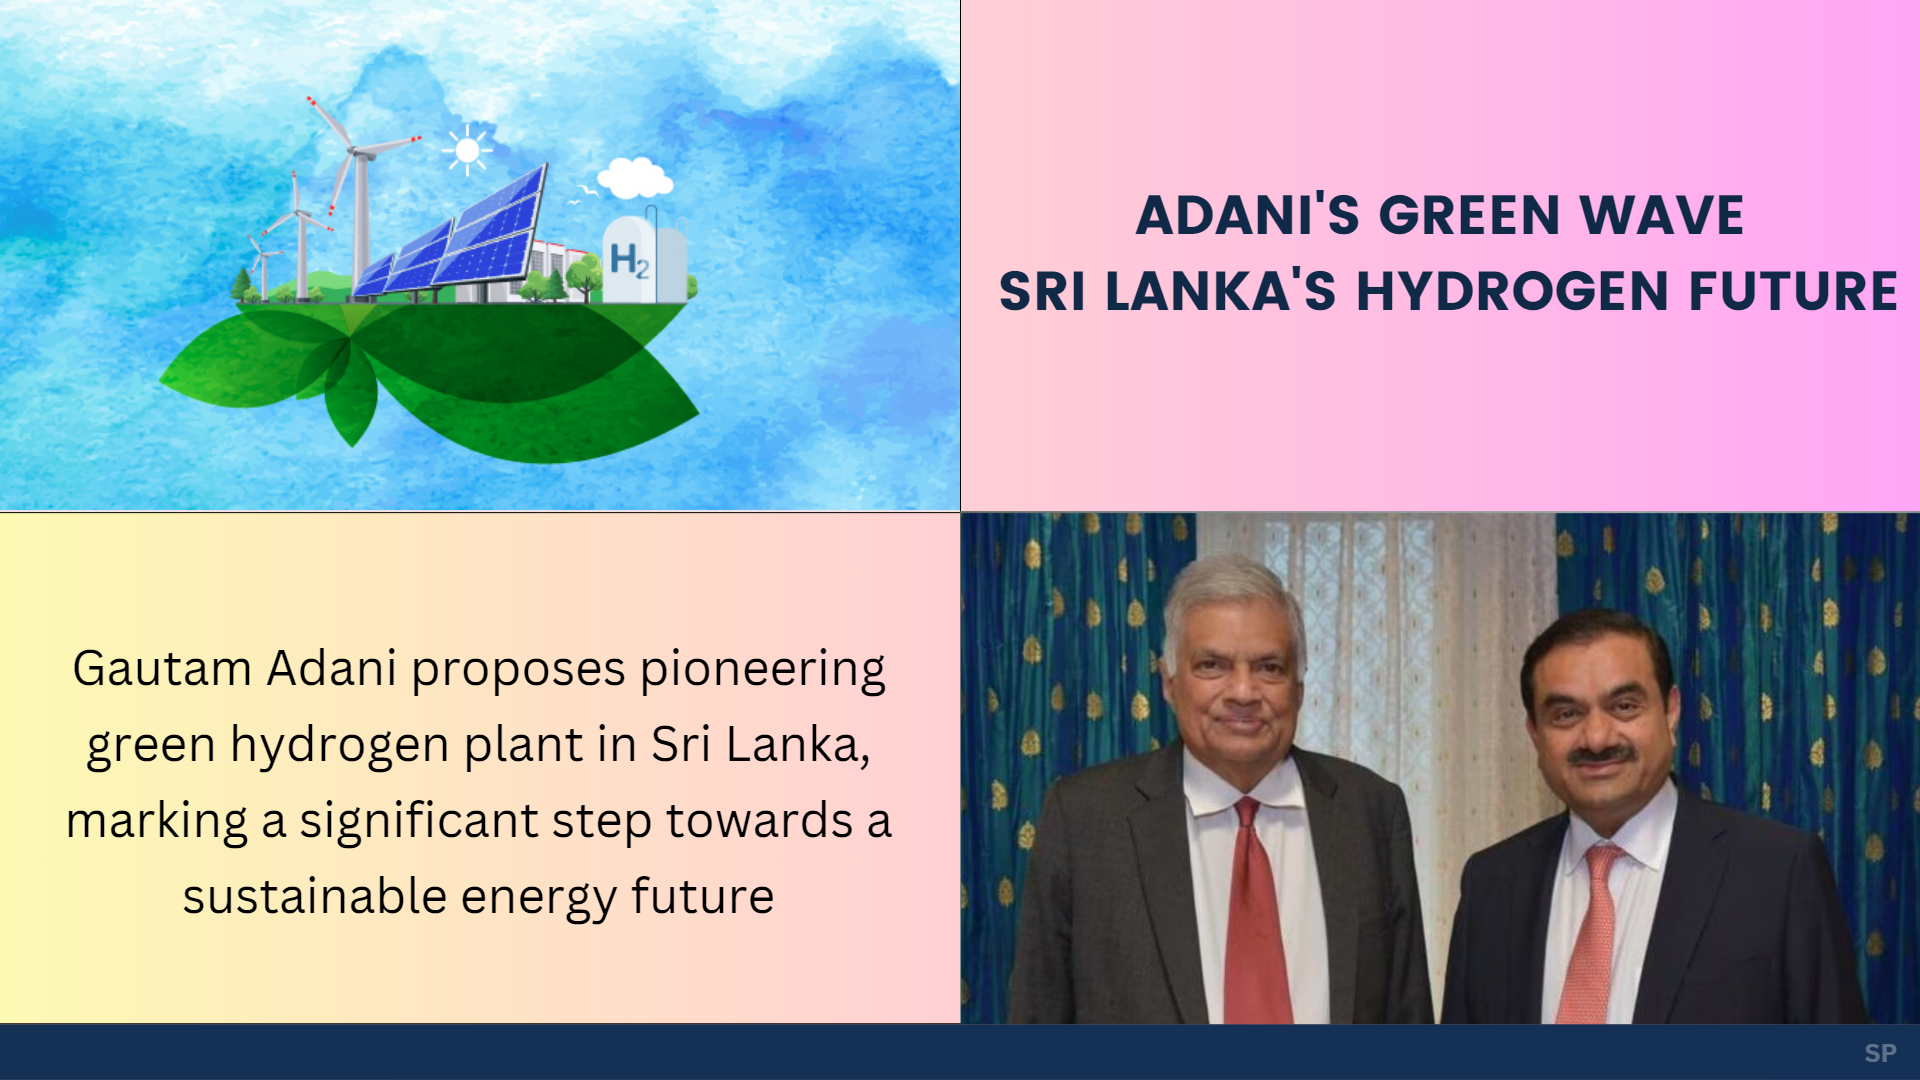 H2
ADANI'S GREEN WAVE
SRI LANKA'S HYDROGEN FUTURE
Gautam Adani proposes pioneering
green hydrogen plant in Sri Lanka,
marking a significant step towards a
sustainable energy future
SP